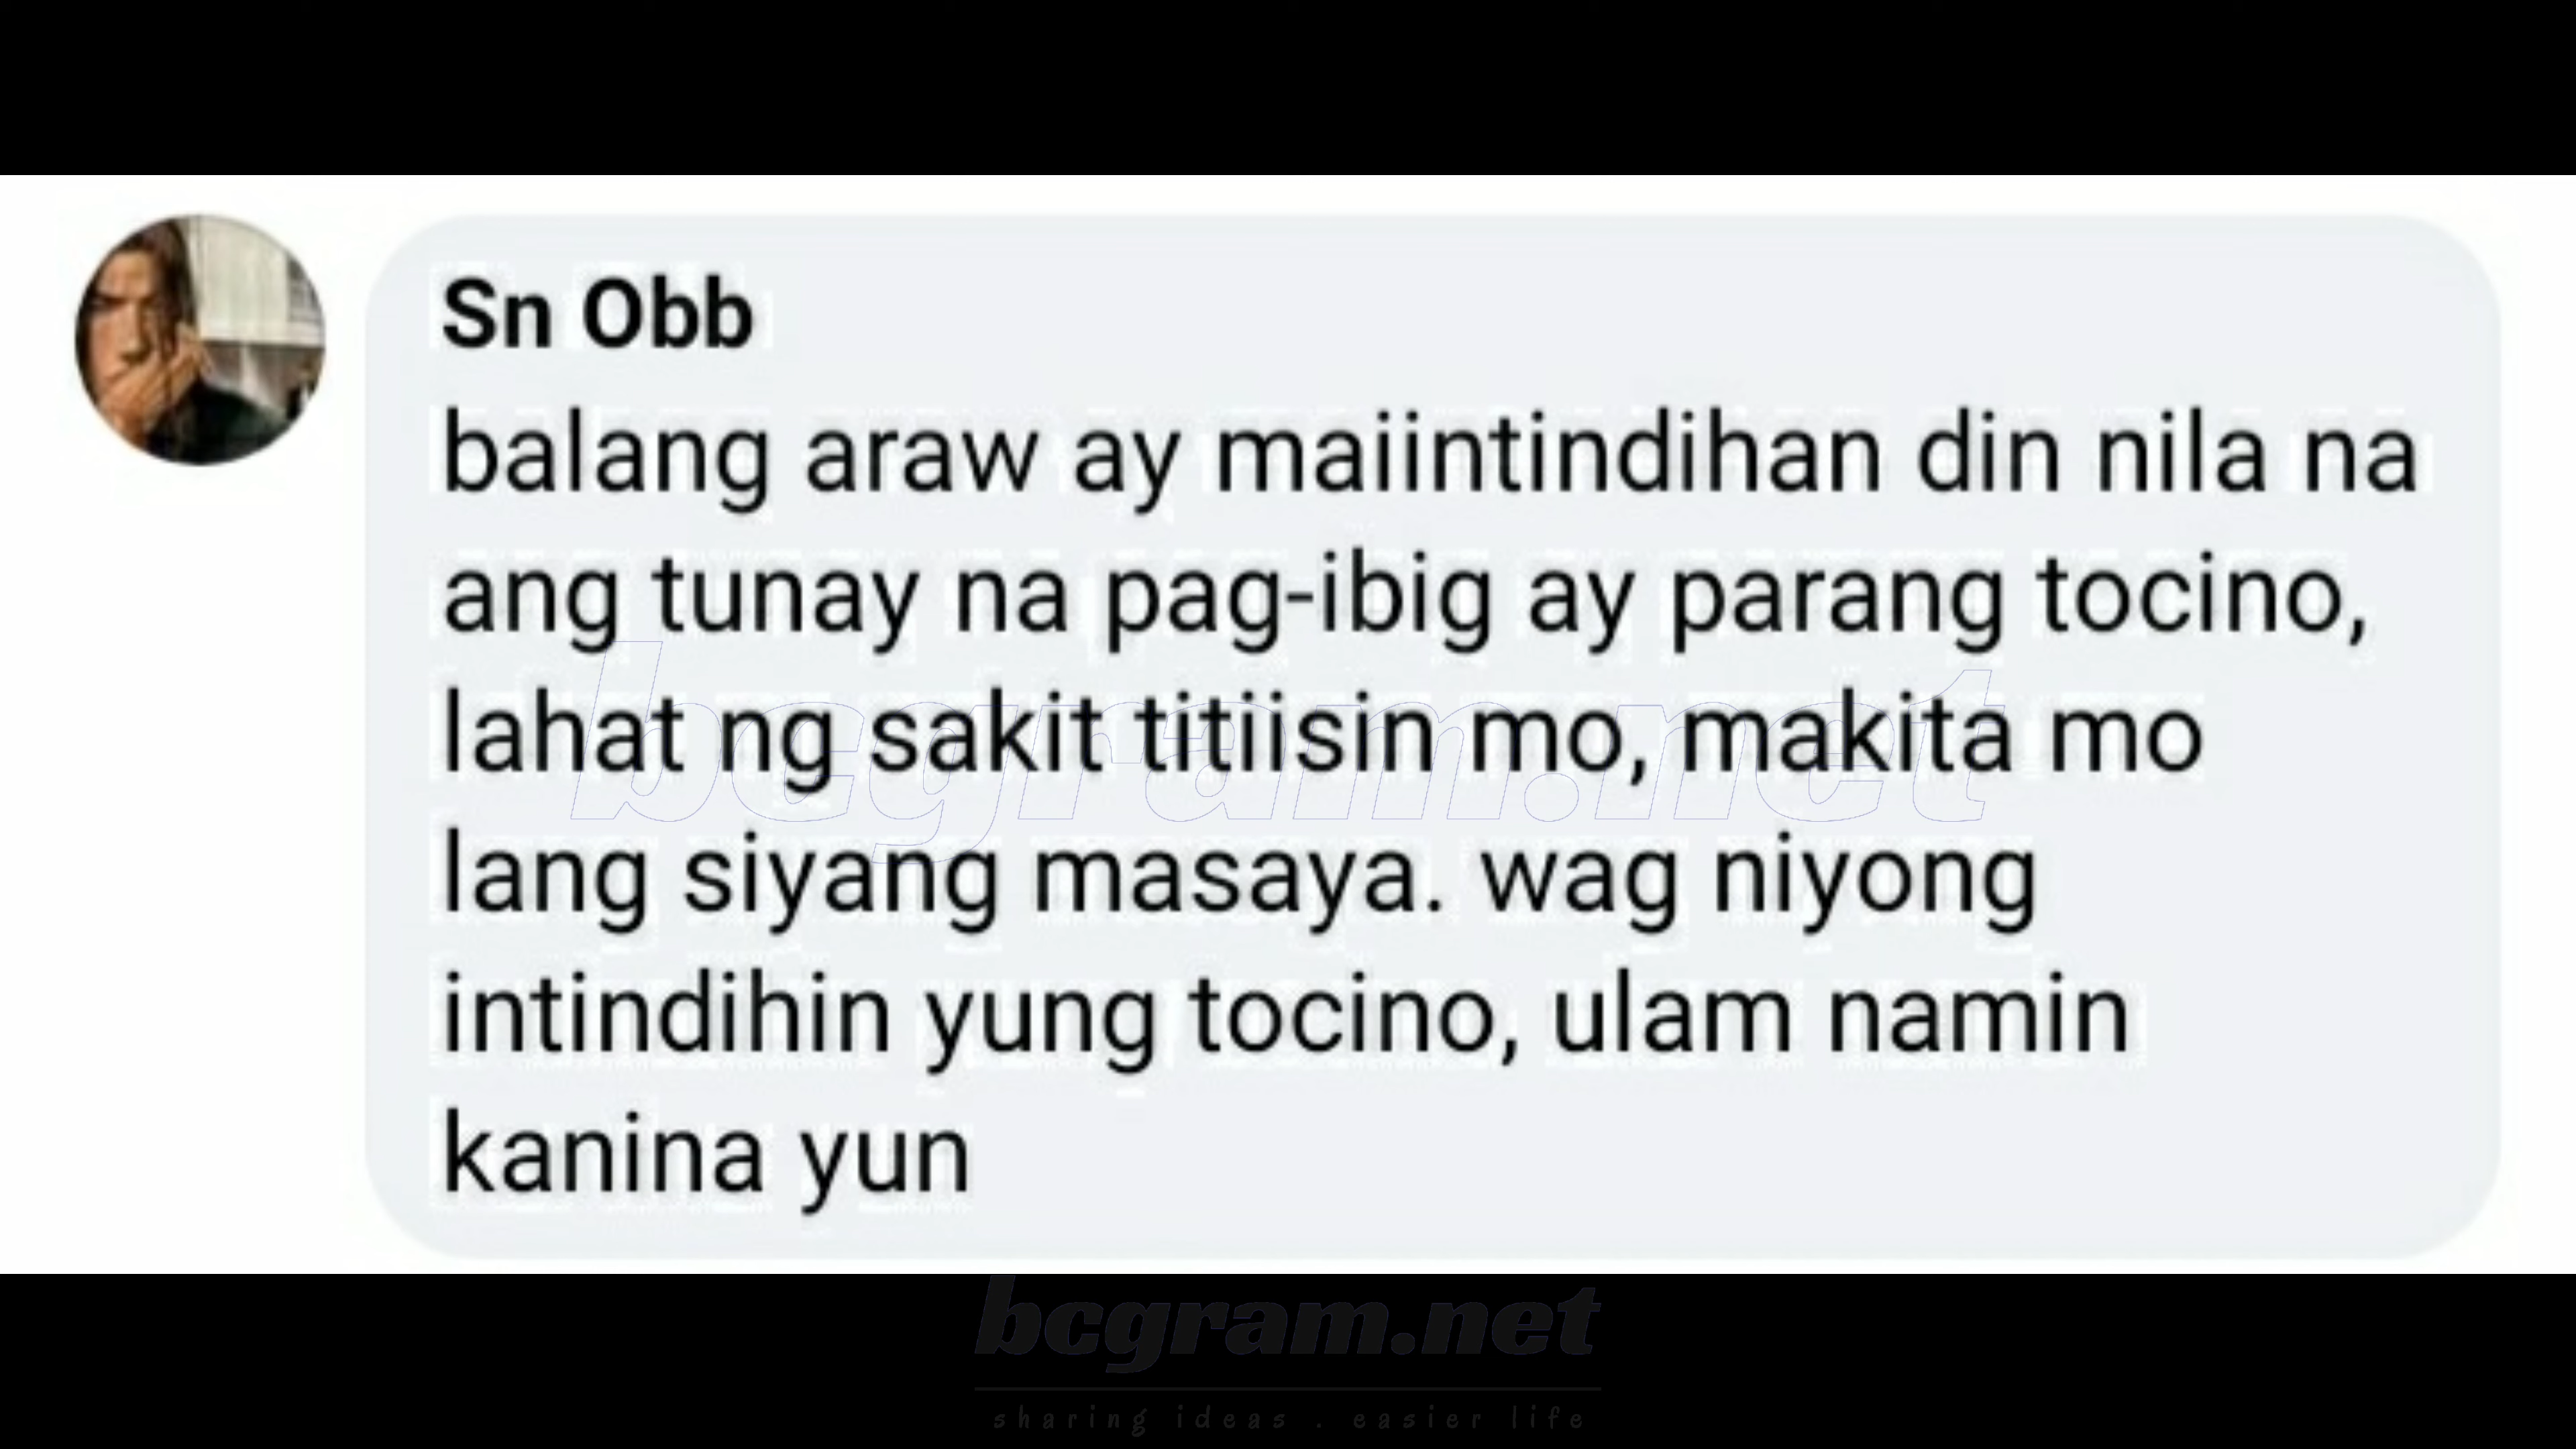 Sn Obb
balang araw ay maiintindihan din nila na
ang tunay na pag-ibig ay parang tocino,
lahat ng sakit titiisin mo, makita mo
lang siyang masaya. wag niyong
intindihin yung tocino, ulam namin
kanina yun
bcgram.net
bcgram.net
sharing ideas . easier life